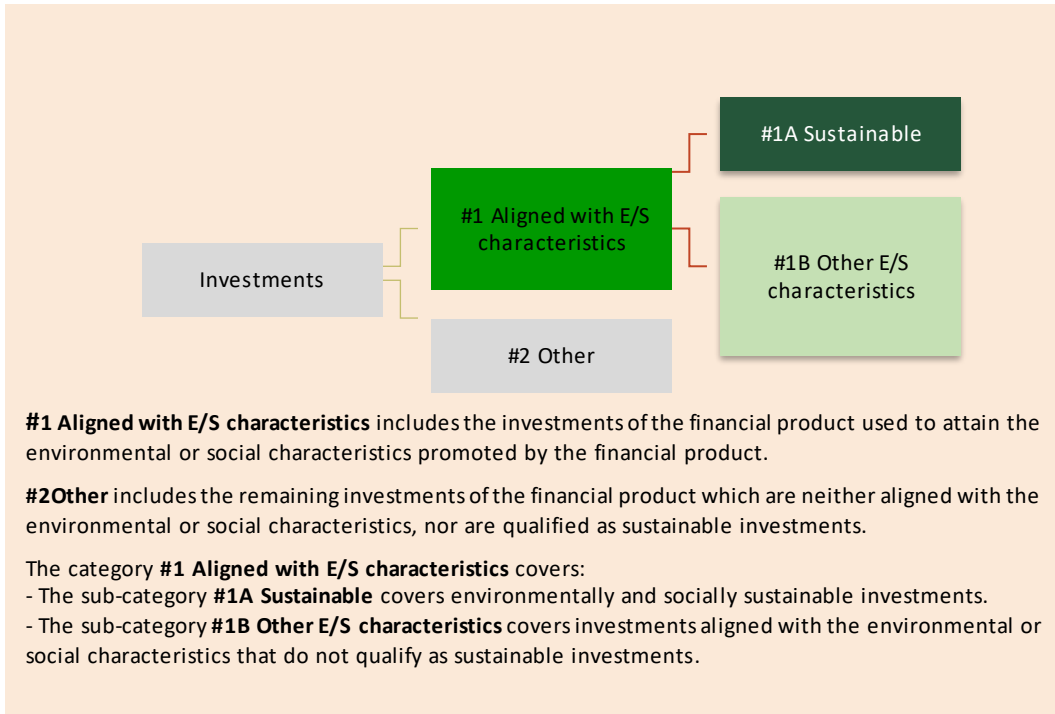 #1A Sustainable
#1 Aligned with E/S
characteristics
#1B Other E/S
characteristics
Investments
#2 Other
#1 Aligned with E/S characteristics includes the investments of the financial product used to attain the
environmental or social characteristics promoted by the financial product.
#2Other includes the remaining investments of the financial product which are neither aligned with the
environmental or social characteristics, nor are qualified as sustainable investments.
The category #1 Aligned with E/S characteristics covers:
- The sub-category #1A Sustainable covers environmentally and socially sustainable investments.
- The sub-category #1B Other E/S characteristics covers investments aligned with the environmental or
social characteristics that do not qualify as sustainable investments.